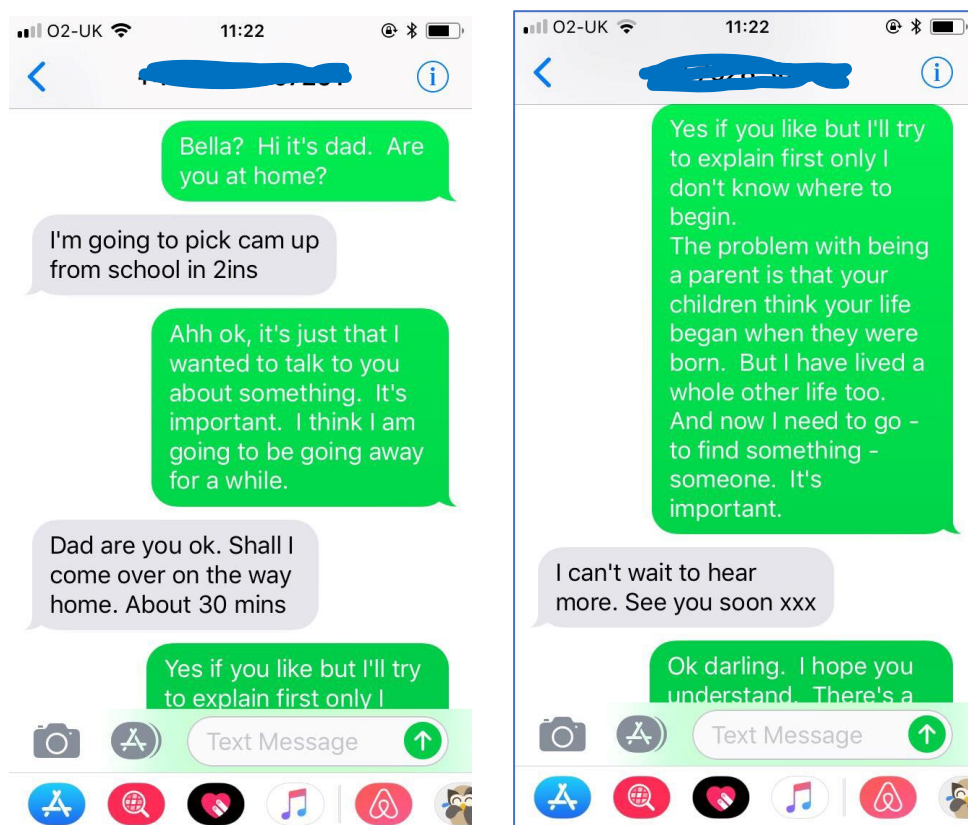 O2-UK 11:22
Bella?  Hi it's dad.  Are
you at home?
I'm going to pick cam up
from school in 2ins
Ahh ok, it's just that I
wanted to talk to you
about something.  It's
important.  I think I am
going to be going away
for a while.
Dad are you ok. Shall I
come over on the way
home. About 30 mins
Yes if you like but I'll try
to explain first only I
Text Message
O2-UK 11:22
Yes if you like but I'll try
to explain first only I
don't know where to
begin.
The problem with being
a parent is that your
children think your life
began when they were
born.  But I have lived a
whole other life too.
And now I need to go -
to find something -
someone.  It's
important.
I can't wait to hear
more. See you soon xxx
Ok darling.  I hope you
understand.  There's a
Text Message